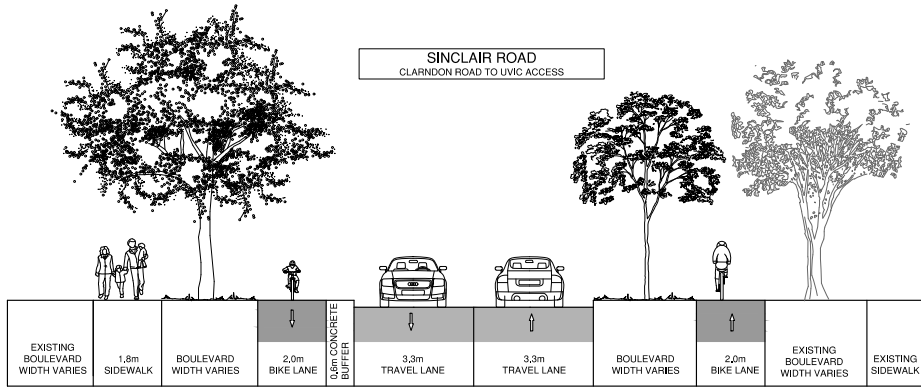 SINCLAIR ROAD
CLARNDON ROAD TO UVIC ACCESS
EXISTING
BOULEVARD
WIDTH VARIES
1,8m
SIDEWALK
BOULEVARD
WIDTH VARIES
2,0m
BIKE LANE
0,6m CONCRETE
BUFFER
3,3m
TRAVEL LANE
3,3m
TRAVEL LANE
BOULEVARD
WIDTH VARIES
2,0m
BIKE LANE
EXISTING
BOULEVARD
WIDTH VARIES
EXISTING
SIDEWALK